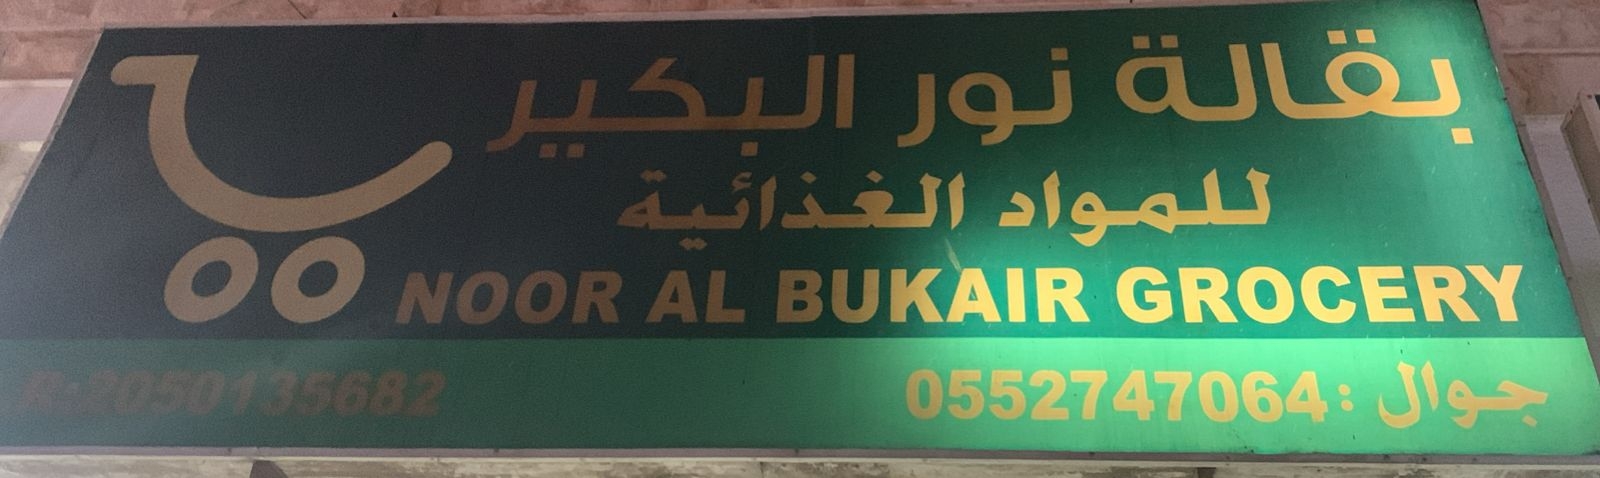 بقالة نور البكير
للمواد الغذائية
NOOR AL BUKAIR GROCERY
جوال : 0552747064
R:2050135682